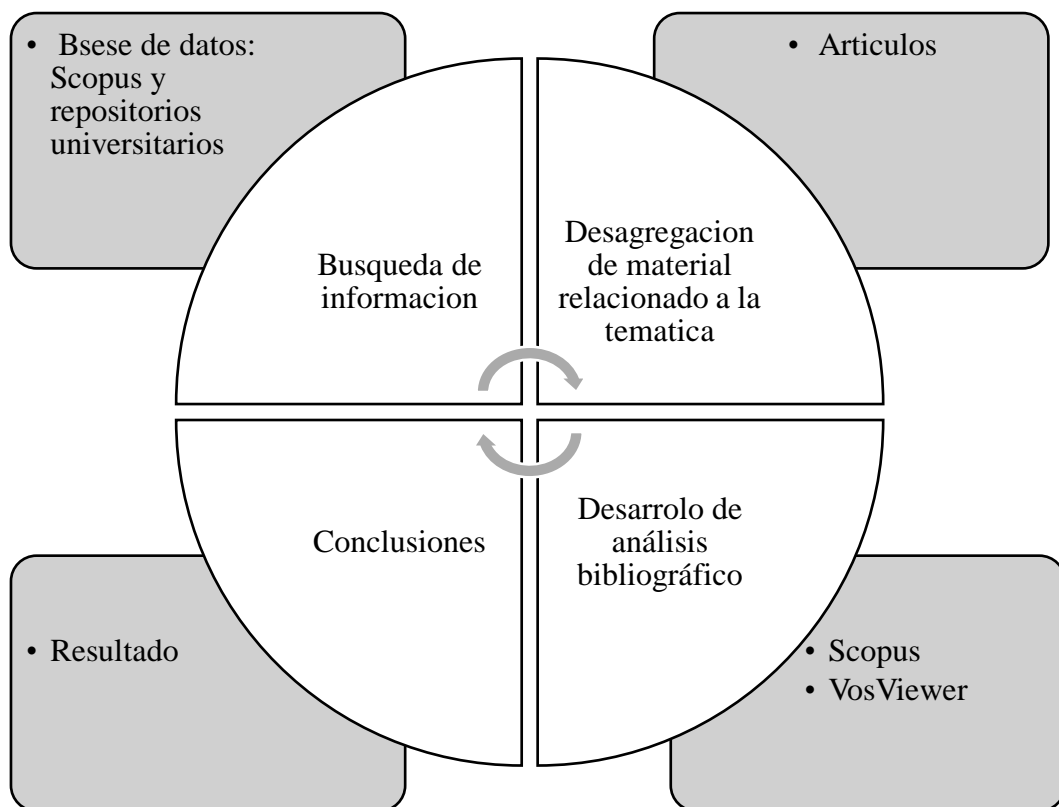 • Bsese de datos:
Scopus y
repositorios
universitarios
• Articulos
Busqueda de
informacion
Desagregacion
de material
relacionado a la
tematica
Conclusiones
Desarrolo de
análisis
bibliográfico
• Resultado
• Scopus
• VosViewer